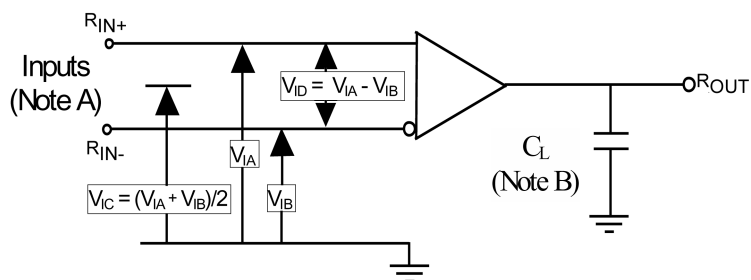 RIN+
Inputs
(Note A)
VID = VIA - VIB
ROUT
RIN-
VIA
CL
(Note B)
VIC = (VIA + VIB)/2
VIB